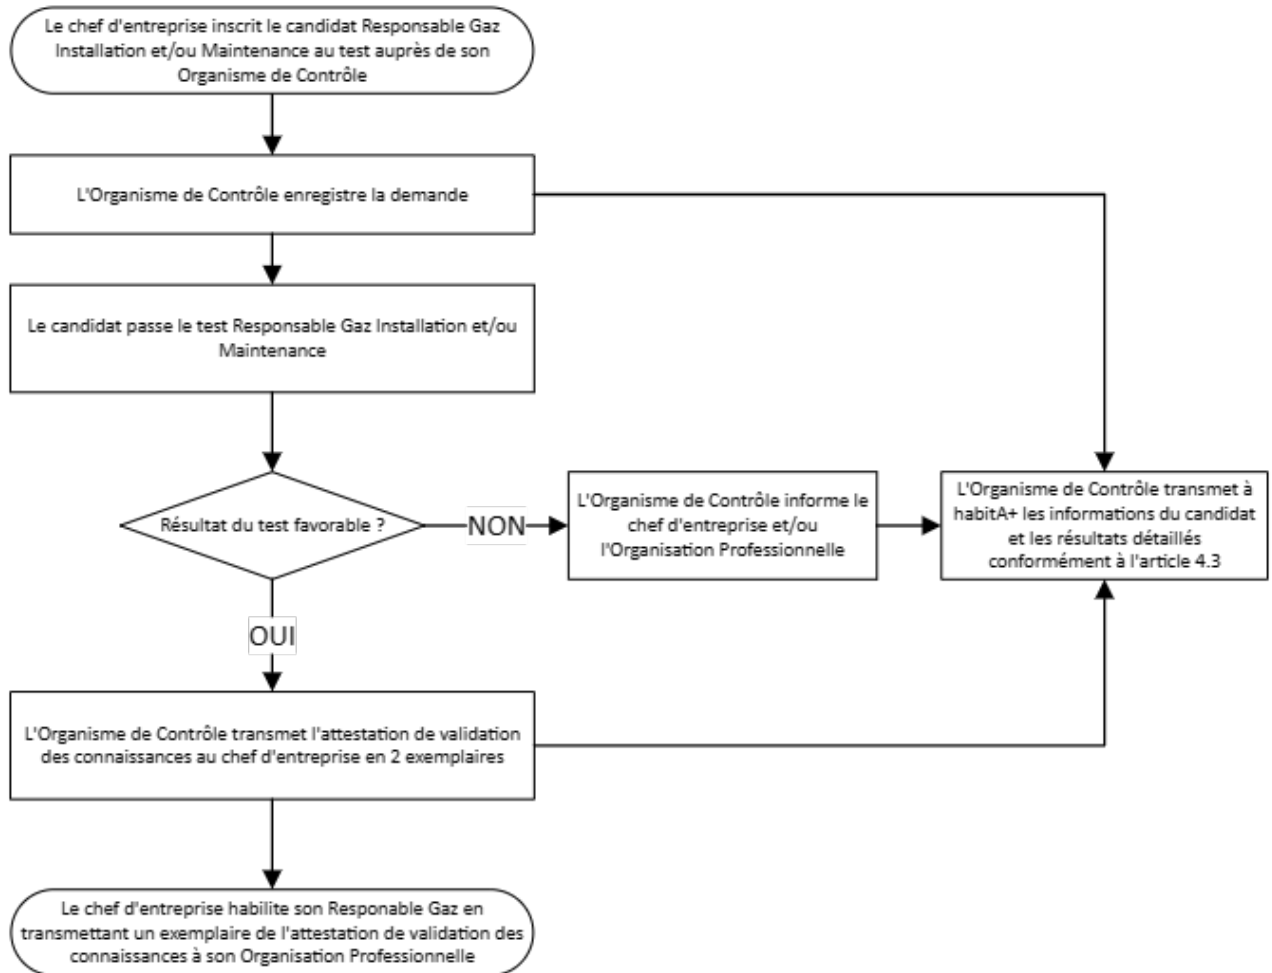 Le chef d'entreprise inscrit le candidat Responsable Gaz
Installation et/ou Maintenance au test auprès de son
Organisme de Contrôle
L'Organisme de Contrôle enregistre la demande
Le candidat passe le test Responsable Gaz Installation et/ou
Maintenance
Résultat du test favorable ?
NON
L'Organisme de Contrôle informe le
chef d'entreprise et/ou
l'Organisation Professionnelle
L'Organisme de Contrôle transmet à
habitA+ les informations du candidat
et les résultats détaillés
conformément à l'article 4.3
OUI
L'Organisme de Contrôle transmet l'attestation de validation
des connaissances au chef d'entreprise en 2 exemplaires
Le chef d'entreprise habilite son Responable Gaz en
transmettant un exemplaire de l'attestation de validation des
connaissances à son Organisation Professionnelle